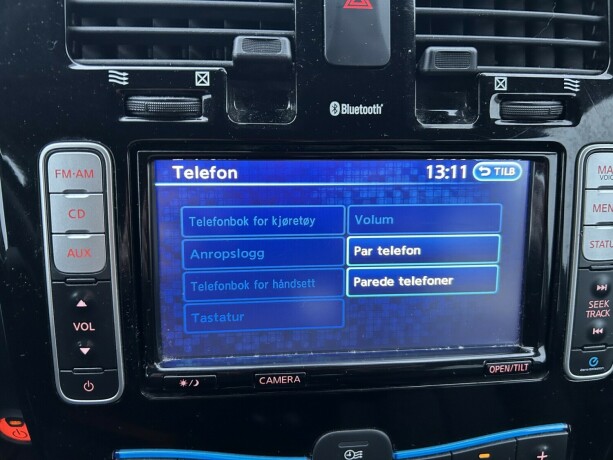 Bluetooth®
FM·AM
CD
AUX
VOL
Telefon 13:11 TILB
Telefonbok for kjøretøy
Volum
Anropslogg
Par telefon
Telefonbok for håndsett
Parede telefoner
Tastatur
SEEK
TRACK
CAMERA
OPEN/TILT